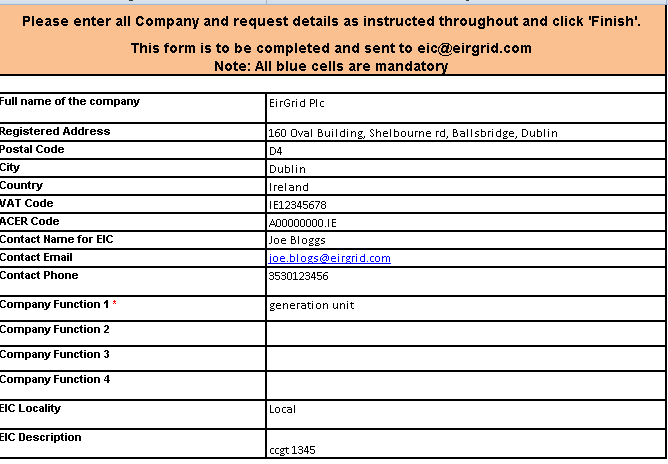 Please enter all Company and request details as instructed throughout and click 'Finish'.
This form is to be completed and sent to eic@eirgrid.com
Note: All blue cells are mandatory
Full name of the company EirGrid Plc
Registered Address 160 Oval Building, Shelbourne rd, Ballsbridge, Dublin
Postal Code D4
City Dublin
Country Ireland
VAT Code IE12345678
ACER Code A00000000.IE
Contact Name for EIC Joe Bloggs
Contact Email joe.blogs@eirgrid.com
Contact Phone 3530123456
Company Function 1 * generation unit
Company Function 2
Company Function 3
Company Function 4
EIC Locality Local
EIC Description ccgt 1345